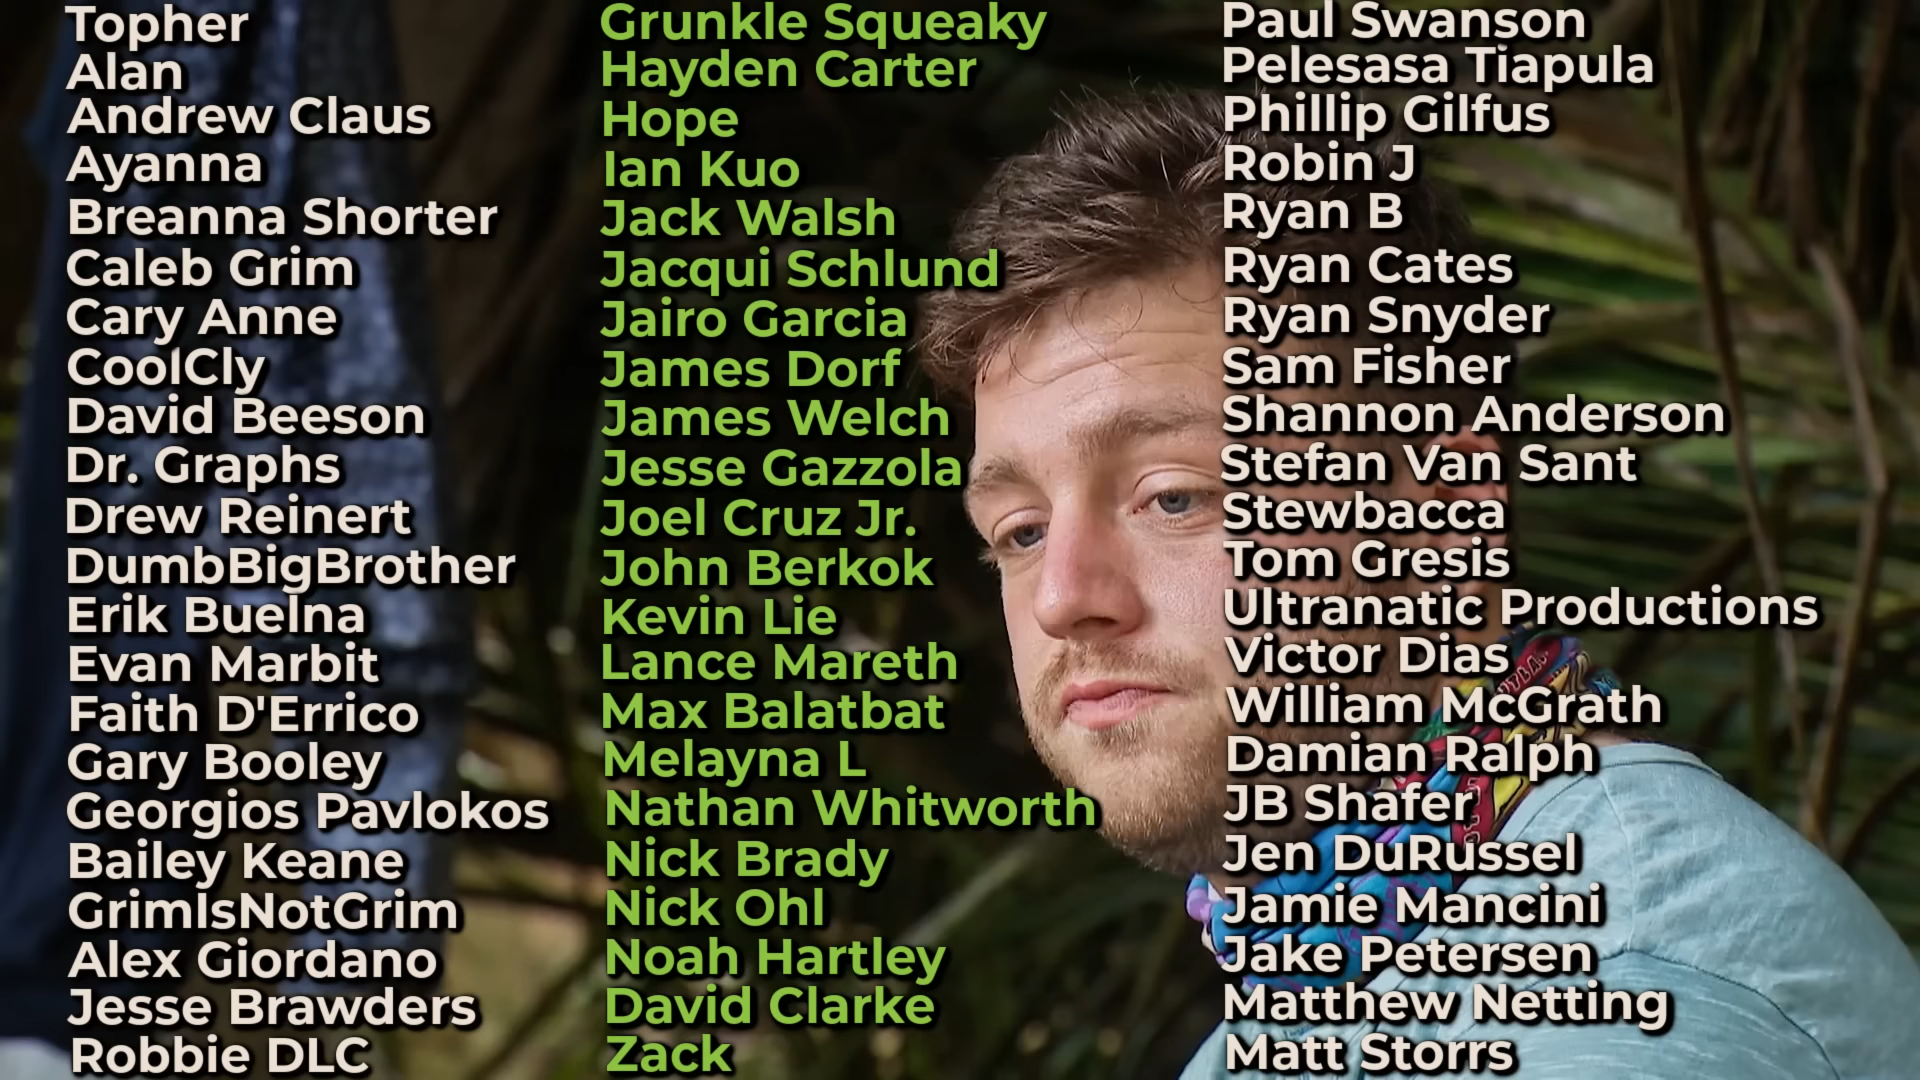 Topher
Alan
Andrew Claus
Ayanna
Breanna Shorter
Caleb Grim
Cary Anne
CoolCly
David Beeson
Dr. Graphs
Drew Reinert
DumbBigBrother
Erik Buelna
Evan Marbit
Faith D'Errico
Gary Booley
Georgios Pavlokos
Bailey Keane
GrimIsNotGrim
Alex Giordano
Jesse Brawders
Robbie DLC
Grunkle Squeaky
Hayden Carter
Hope
Ian Kuo
Jack Walsh
Jacqui Schlund
Jairo Garcia
James Dorf
James Welch
Jesse Gazzola
Joel Cruz Jr.
John Berkok
Kevin Lie
Lance Mareth
Max Balatbat
Melayna L
Nathan Whitworth
Nick Brady
Nick Ohl
Noah Hartley
David Clarke
Zack
Paul Swanson
Pelesasa Tiapula
Phillip Gilfus
Robin J
Ryan B
Ryan Cates
Ryan Snyder
Sam Fisher
Shannon Anderson
Stefan Van Sant
Stewbacca
Tom Gresis
Ultranatic Productions
Victor Dias
William McGrath
Damian Ralph
JB Shafer
Jen DuRussel
Jamie Mancini
Jake Petersen
Matthew Netting
Matt Storrs